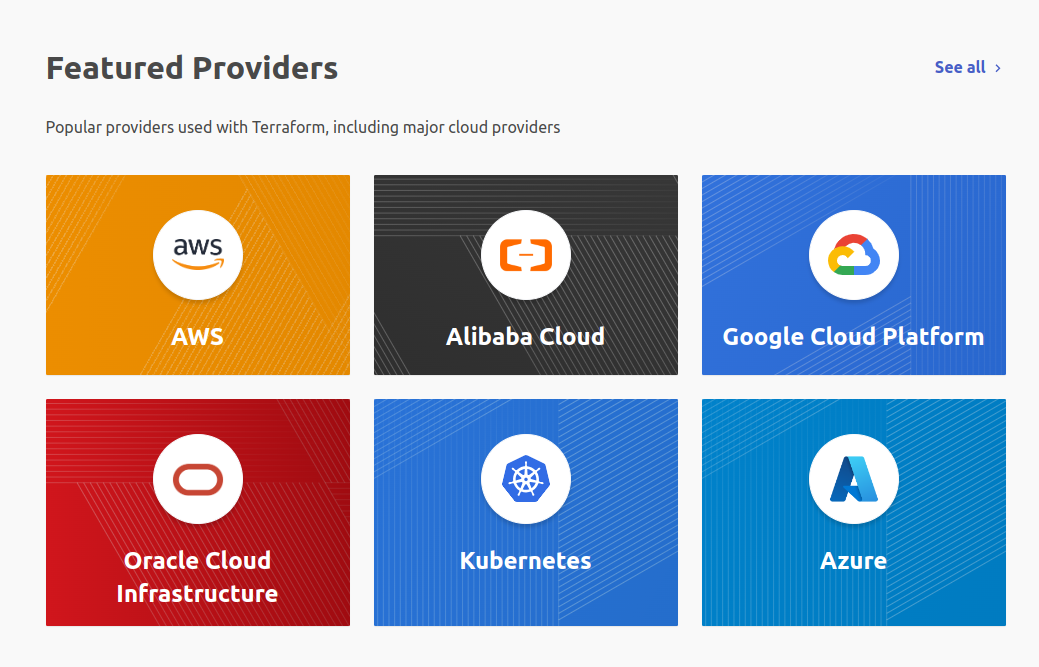 Featured Providers
See all
Popular providers used with Terraform, including major cloud providers
aws
AWS
Alibaba Cloud
Google Cloud Platform
Oracle Cloud
Infrastructure
Kubernetes
Azure